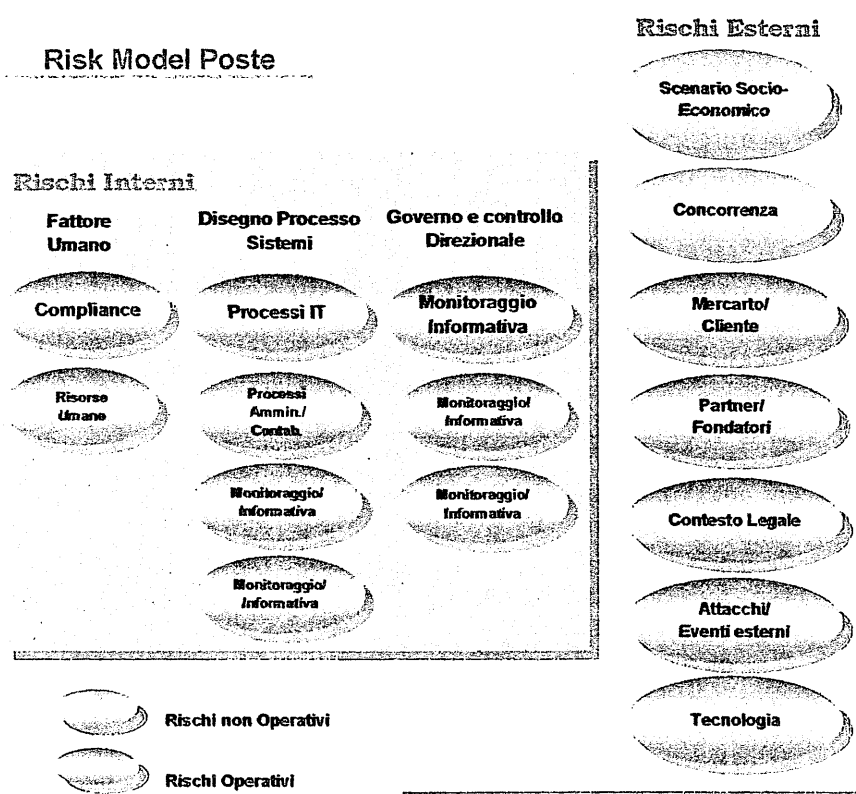 Risk Model Poste
Rischi Esterni
Scenario Socio-
Economico
Concorrenza
Mercarto/
Cliente
Partner/
Fondatori
Contesto Legale
Attacchi/
Eventi esterni
Tecnologia
Rischi Interni
Fattore
Umano
Compliance
Risorse
Umane
Disegno Processo
Sistemi
Processi IT
Processi
Ammin./
Contab.
Monitoraggio/
Informativa
Monitoraggio/
Informativa
Governo e controllo
Direzionale
Monitoraggio
Informativa
Monitoraggio/
Informativa
Monitoraggio/
Informativa
Rischi non Operativi
Rischi Operativi